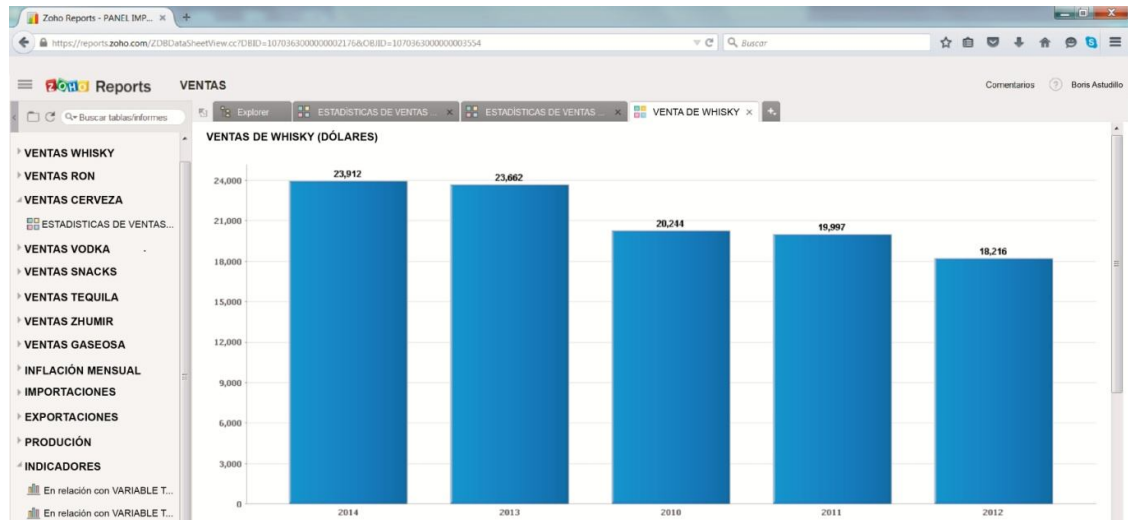 Zoho Reports - PANEL IMP...
https://reports.zoho.com/ZDBDataSheetView.cc?DBID=1070363000000002176&OBJID=1070363000000003554
Buscar
ZOHO Reports
VENTAS
Comentarios
Boris Astudillo
Buscar tablas/informes
Explorer
ESTADÍSTICAS DE VENTAS ...
ESTADÍSTICAS DE VENTAS ...
VENTA DE WHISKY
VENTAS WHISKY
VENTAS RON
VENTAS CERVEZA
ESTADISTICAS DE VENTAS...
VENTAS VODKA
VENTAS SNACKS
VENTAS TEQUILA
VENTAS ZHUMIR
VENTAS GASEOSA
INFLACIÓN MENSUAL
IMPORTACIONES
EXPORTACIONES
PRODUCIÓN
INDICADORES
En relación con VARIABLE T...
En relación con VARIABLE T...
VENTAS DE WHISKY (DÓLARES)
24,000
21,000
18,000
15,000
12,000
9,000
6,000
3,000
0
23,912
23,662
20,244
19,997
18,216
2014
2013
2010
2011
2012